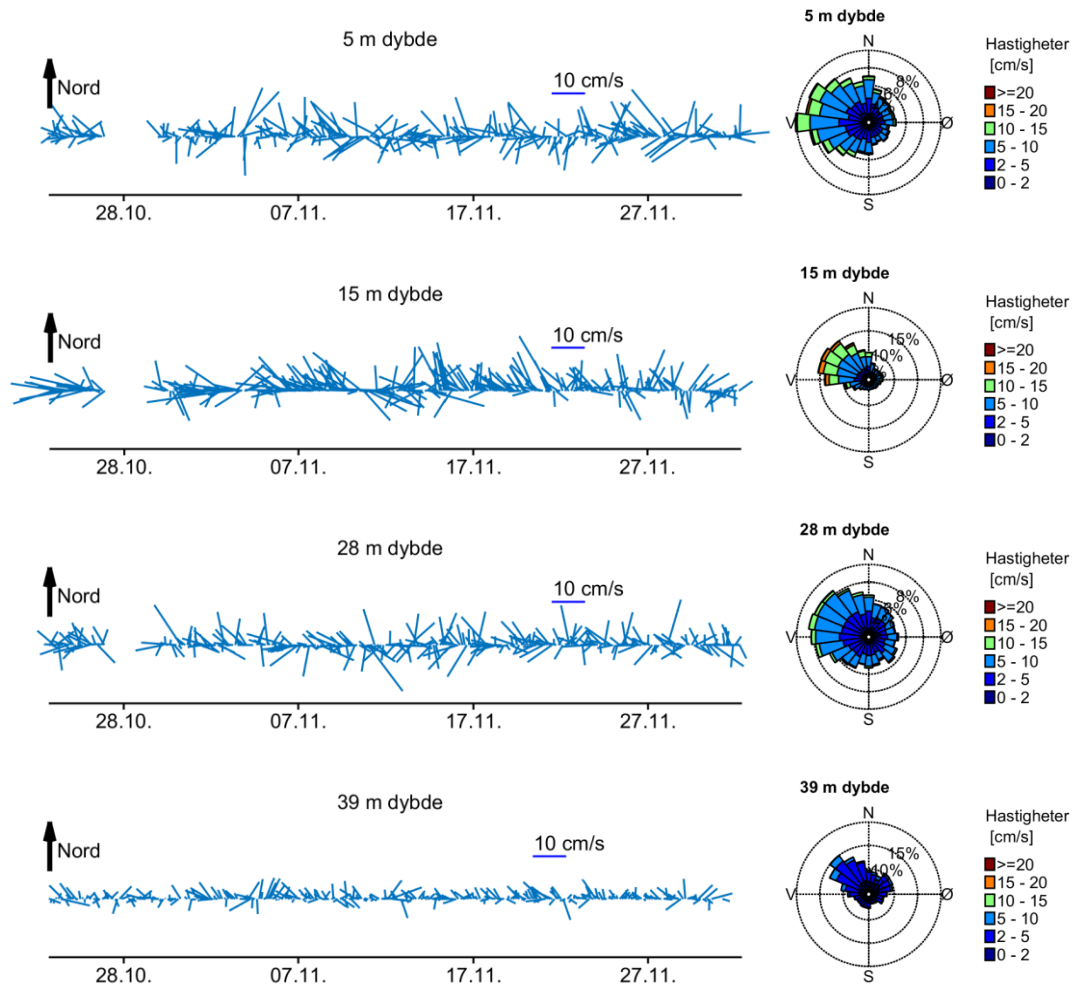 5 m dybde
Nord
10 cm/s
28.10.
07.11.
17.11.
27.11.
5 m dybde
N
8%
6%
V
Ø
S
Hastigheter
[cm/s]
>=20
15 - 20
10 - 15
5 - 10
2 - 5
0 - 2
15 m dybde
Nord
10 cm/s
28.10.
07.11.
17.11.
27.11.
15 m dybde
N
15%
10%
V
Ø
S
Hastigheter
[cm/s]
>=20
15 - 20
10 - 15
5 - 10
2 - 5
0 - 2
28 m dybde
Nord
10 cm/s
28.10.
07.11.
17.11.
27.11.
28 m dybde
N
8%
6%
V
Ø
S
Hastigheter
[cm/s]
>=20
15 - 20
10 - 15
5 - 10
2 - 5
0 - 2
39 m dybde
Nord
10 cm/s
28.10.
07.11.
17.11.
27.11.
39 m dybde
N
15%
10%
V
Ø
S
Hastigheter
[cm/s]
>=20
15 - 20
10 - 15
5 - 10
2 - 5
0 - 2